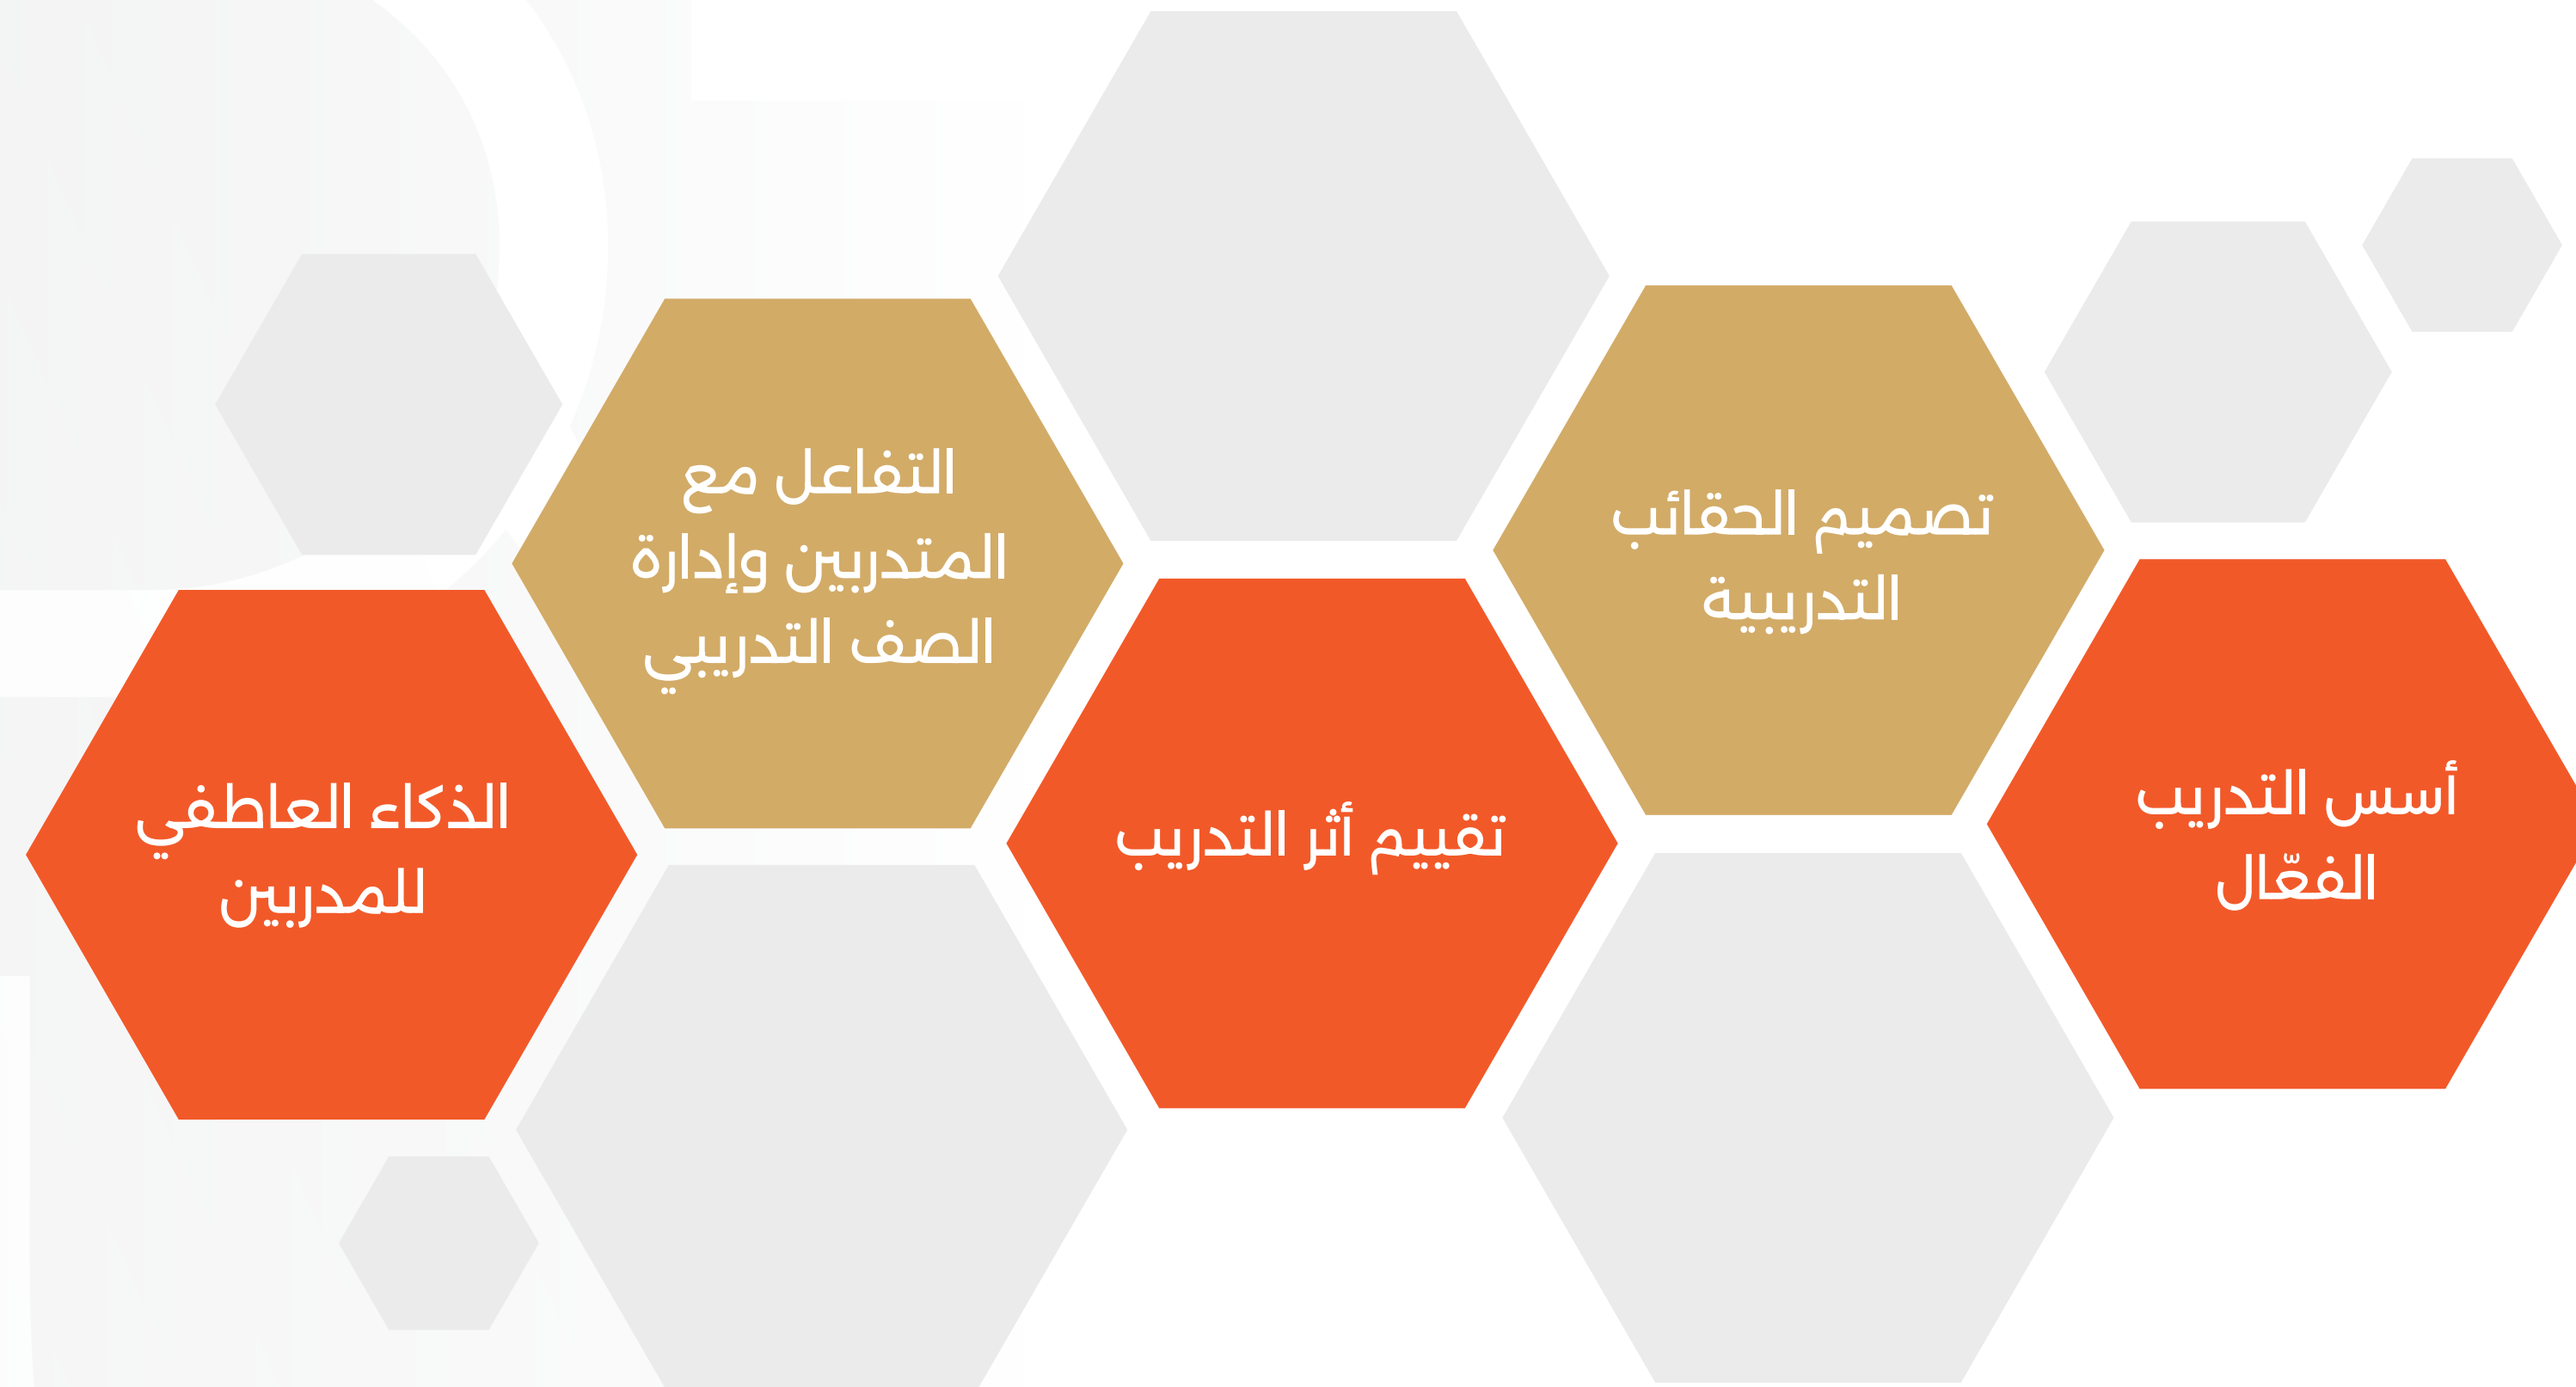 أسس التدريب
الفعّال
تصميم الحقائب
التدريبية
تقييم أثر التدريب
التفاعل مع
المتدربين وإدارة
الصف التدريبي
الذكاء العاطفي
للمدربين